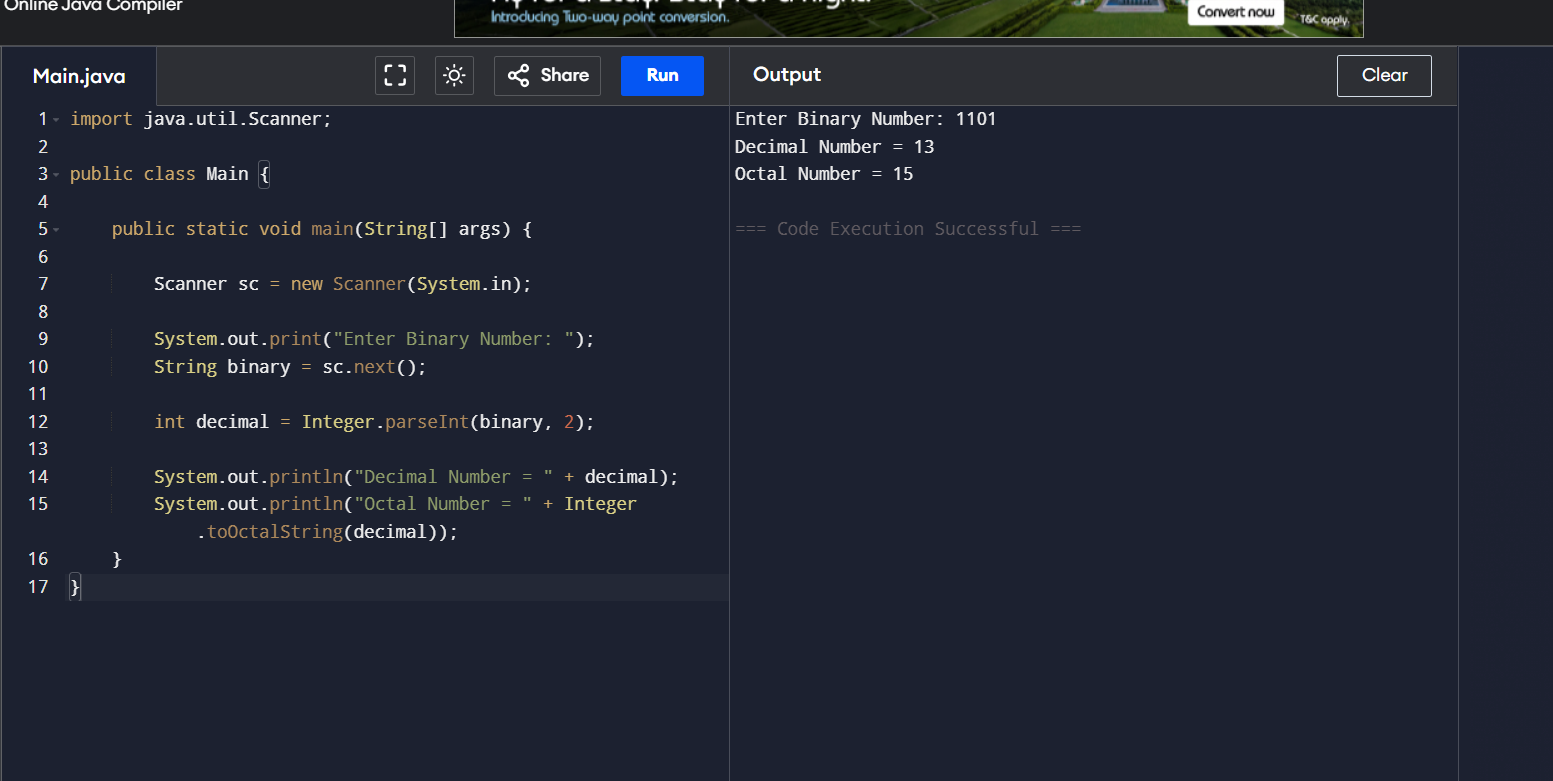 Online Java Compiler
Introducing Two-way point conversion.
Convert now
T&C apply.
Main.java
Share
Run
Output
Clear
1 import java.util.Scanner;
2
3 public class Main {
4
5     public static void main(String[] args) {
6
7         Scanner sc = new Scanner(System.in);
8
9         System.out.print("Enter Binary Number: ");
10         String binary = sc.next();
11
12         int decimal = Integer.parseInt(binary, 2);
13
14         System.out.println("Decimal Number = " + decimal);
15         System.out.println("Octal Number = " + Integer
            .toOctalString(decimal));
16     }
17 }
Enter Binary Number: 1101
Decimal Number = 13
Octal Number = 15
=== Code Execution Successful ===